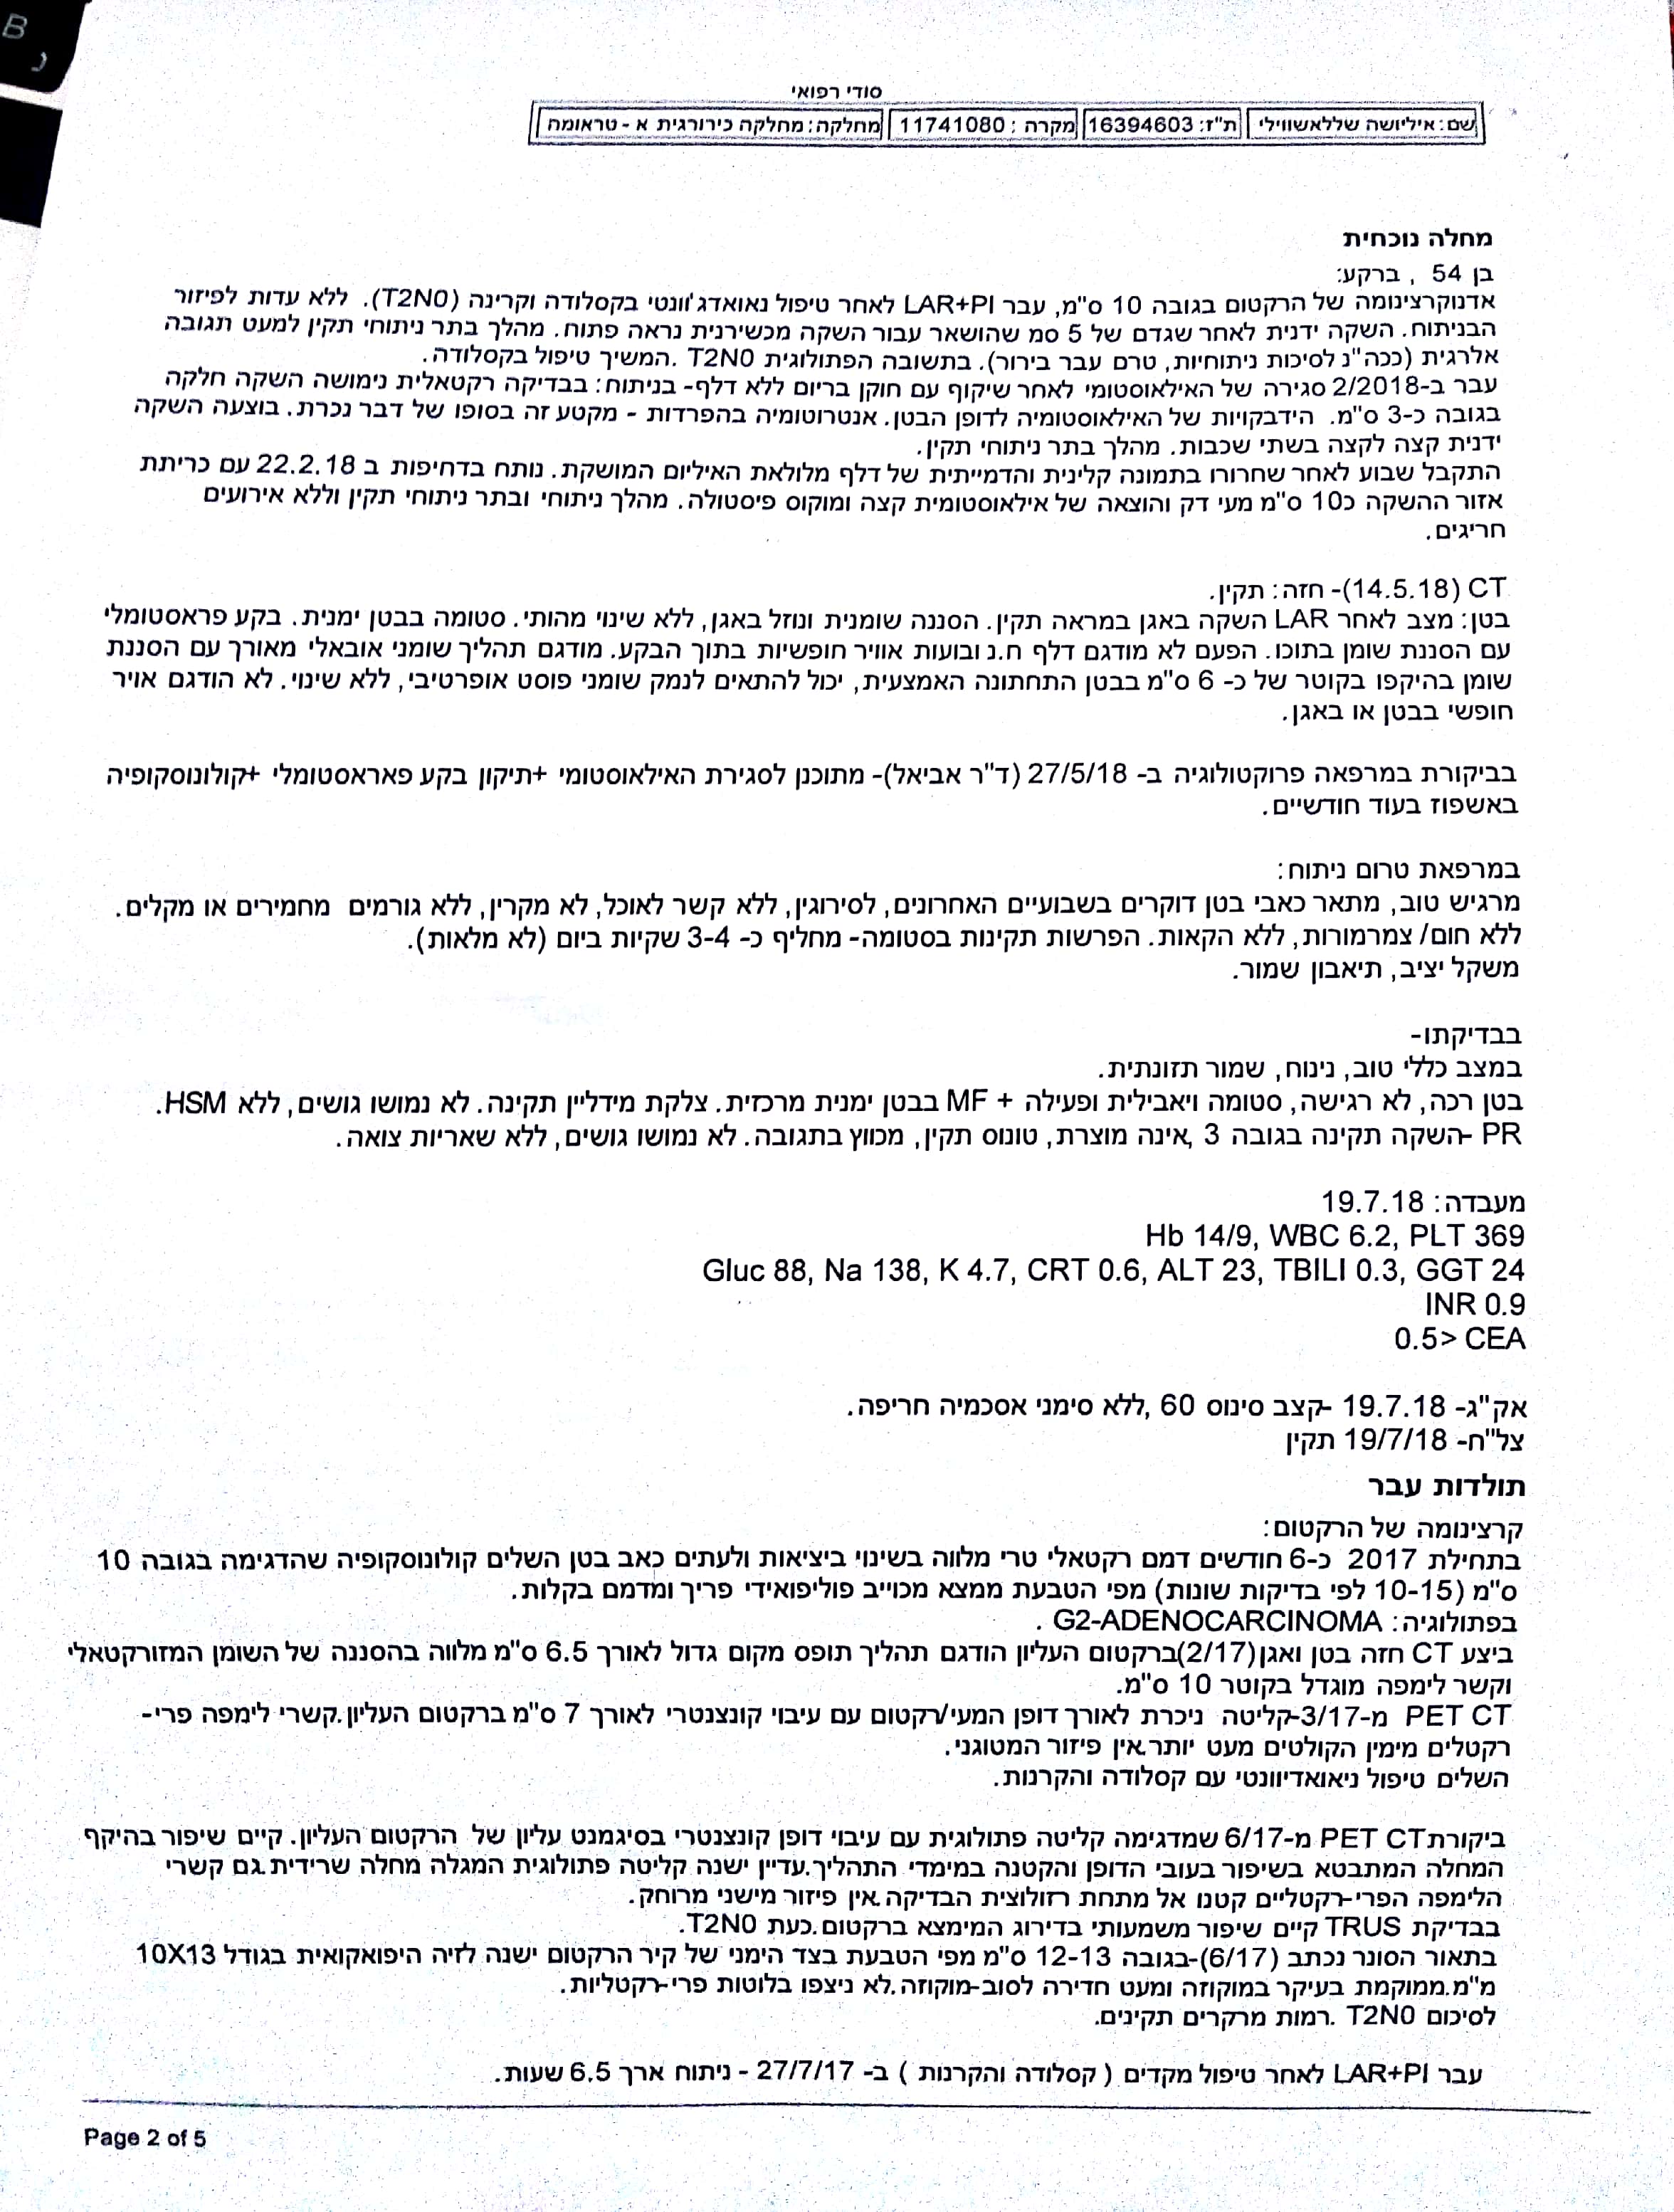 B
נ
סודי רפואי
שם: איליושה שללאשווילי ת"ז: 16394603 מקרה : 11741080 מחלקה: מחלקה כירורגית א - טראומה
מחלה נוכחית
בן 54 , ברקע:
אדנוקרצינומה של הרקטום בגובה 10 ס"מ, עבר LAR+PI לאחר טיפול נאואדג'וונטי בקסלודה וקרינה (T2N0). ללא עדות לפיזור
הבניתוח. השקה ידנית לאחר שגדם של 5 סמ שהושאר עבור השקה מכשירנית נראה פתוח. מהלך בתר ניתוחי תקין למעט תגובה
אלרגית (ככה"נ לסיכות ניתוחיות, טרם עבר בירור). בתשובה הפתולוגית T2N0 .המשיך טיפול בקסלודה.
עבר ב-2/2018 סגירה של האילאוסטומי לאחר שיקוף עם חוקן בריום ללא דלף- בניתוח: בבדיקה רקטאלית נימושה השקה חלקה
בגובה כ-3 ס"מ. הידבקויות של האילאוסטומיה לדופן הבטן. אנטרוטומיה בהפרדות - מקטע זה בסופו של דבר נכרת. בוצעה השקה
ידנית קצה לקצה בשתי שכבות. מהלך בתר ניתוחי תקין.
התקבל שבוע לאחר שחרורו בתמונה קלינית והדמייתית של דלף מלולאת האיליום המושקת. נותח בדחיפות ב 22.2.18 עם כריתת
אזור ההשקה כ10 ס"מ מעי דק והוצאה של אילאוסטומית קצה ומוקוס פיסטולה. מהלך ניתוחי ובתר ניתוחי תקין וללא אירועים
חריגים.
CT (14.5.18)- חזה: תקין.
בטן: מצב לאחר LAR השקה באגן במראה תקין. הסננה שומנית ונוזל באגן, ללא שינוי מהותי. סטומה בבטן ימנית. בקע פראסטומלי
עם הסננת שומן בתוכו. הפעם לא מודגם דלף ח.נ ובועות אוויר חופשיות בתוך הבקע. מודגם תהליך שומני אובאלי מאורך עם הסננת
שומן בהיקפו בקוטר של כ- 6 ס"מ בבטן התחתונה האמצעית, יכול להתאים לנמק שומני פוסט אופרטיבי, ללא שינוי. לא הודגם אויר
חופשי בבטן או באגן.
בביקורת במרפאה פרוקטולוגיה ב- 27/5/18 (ד"ר אביאל)- מתוכנן לסגירת האילאוסטומי +תיקון בקע פאראסטומלי +קולונוסקופיה
באשפוז בעוד חודשיים.
במרפאת טרום ניתוח:
מרגיש טוב, מתאר כאבי בטן דוקרים בשבועיים האחרונים, לסירוגין, ללא קשר לאוכל, לא מקרין, ללא גורמים מחמירים או מקלים.
ללא חום/ צמרמורות, ללא הקאות. הפרשות תקינות בסטומה- מחליף כ- 3-4 שקיות ביום (לא מלאות).
משקל יציב, תיאבון שמור.
בבדיקתו-
במצב כללי טוב, נינוח, שמור תזונתית.
בטן רכה, לא רגישה, סטומה ויאבילית ופעילה + MF בבטן ימנית מרכזית. צלקת מידליין תקינה. לא נמושו גושים, ללא HSM.
PR -השקה תקינה בגובה 3 ,אינה מוצרת, טונוס תקין, מכווץ בתגובה. לא נמושו גושים, ללא שאריות צואה.
מעבדה: 19.7.18
Hb 14/9, WBC 6.2, PLT 369
Gluc 88, Na 138, K 4.7, CRT 0.6, ALT 23, TBILI 0.3, GGT 24
INR 0.9
0.5> CEA
אק"ג- 19.7.18 -קצב סינוס 60 ,ללא סימני אסכמיה חריפה.
צל"ח- 19/7/18 תקין
תולדות עבר
קרצינומה של הרקטום:
בתחילת 2017 כ-6 חודשים דמם רקטאלי טרי מלווה בשינוי ביציאות ולעתים כאב בטן השלים קולונוסקופיה שהדגימה בגובה 10
ס"מ (10-15 לפי בדיקות שונות) מפי הטבעת ממצא מכוייב פוליפואידי פריך ומדמם בקלות.
בפתולוגיה: G2-ADENOCARCINOMA .
ביצע CT חזה בטן ואגן(2/17)ברקטום העליון הודגם תהליך תופס מקום גדול לאורך 6.5 ס"מ מלווה בהסננה של השומן המזורקטאלי
וקשר לימפה מוגדל בקוטר 10 ס"מ.
PET CT מ-3/17-קליטה ניכרת לאורך דופן המעי/רקטום עם עיבוי קונצנטרי לאורך 7 ס"מ ברקטום העליון.קשרי לימפה פרי-
רקטלים מימין הקולטים מעט יותר.אין פיזור המטוגני.
השלים טיפול ניאואדיוונטי עם קסלודה והקרנות.
ביקורתPET CT מ-6/17 שמדגימה קליטה פתולוגית עם עיבוי דופן קונצנטרי בסיגמנט עליון של הרקטום העליון. קיים שיפור בהיקף
המחלה המתבטא בשיפור בעובי הדופן והקטנה במימדי התהליך.עדיין ישנה קליטה פתולוגית המגלה מחלה שרידית.גם קשרי
הלימפה הפרי-רקטליים קטנו אל מתחת רזולוצית הבדיקה.אין פיזור מישני מרוחק.
בבדיקת TRUS קיים שיפור משמעותי בדירוג המימצא ברקטום.כעת T2N0.
בתאור הסונר נכתב (6/17)-בגובה 12-13 ס"מ מפי הטבעת בצד הימני של קיר הרקטום ישנה לזיה היפואקואית בגודל 10X13
מ"מ.ממוקמת בעיקר במוקוזה ומעט חדירה לסוב-מוקוזה.לא ניצפו בלוטות פרי-רקטליות.
לסיכום T2N0 .רמות מרקרים תקינים.
עבר LAR+PI לאחר טיפול מקדים ( קסלודה והקרנות ) ב- 27/7/17 - ניתוח ארך 6.5 שעות.
Page 2 of 5